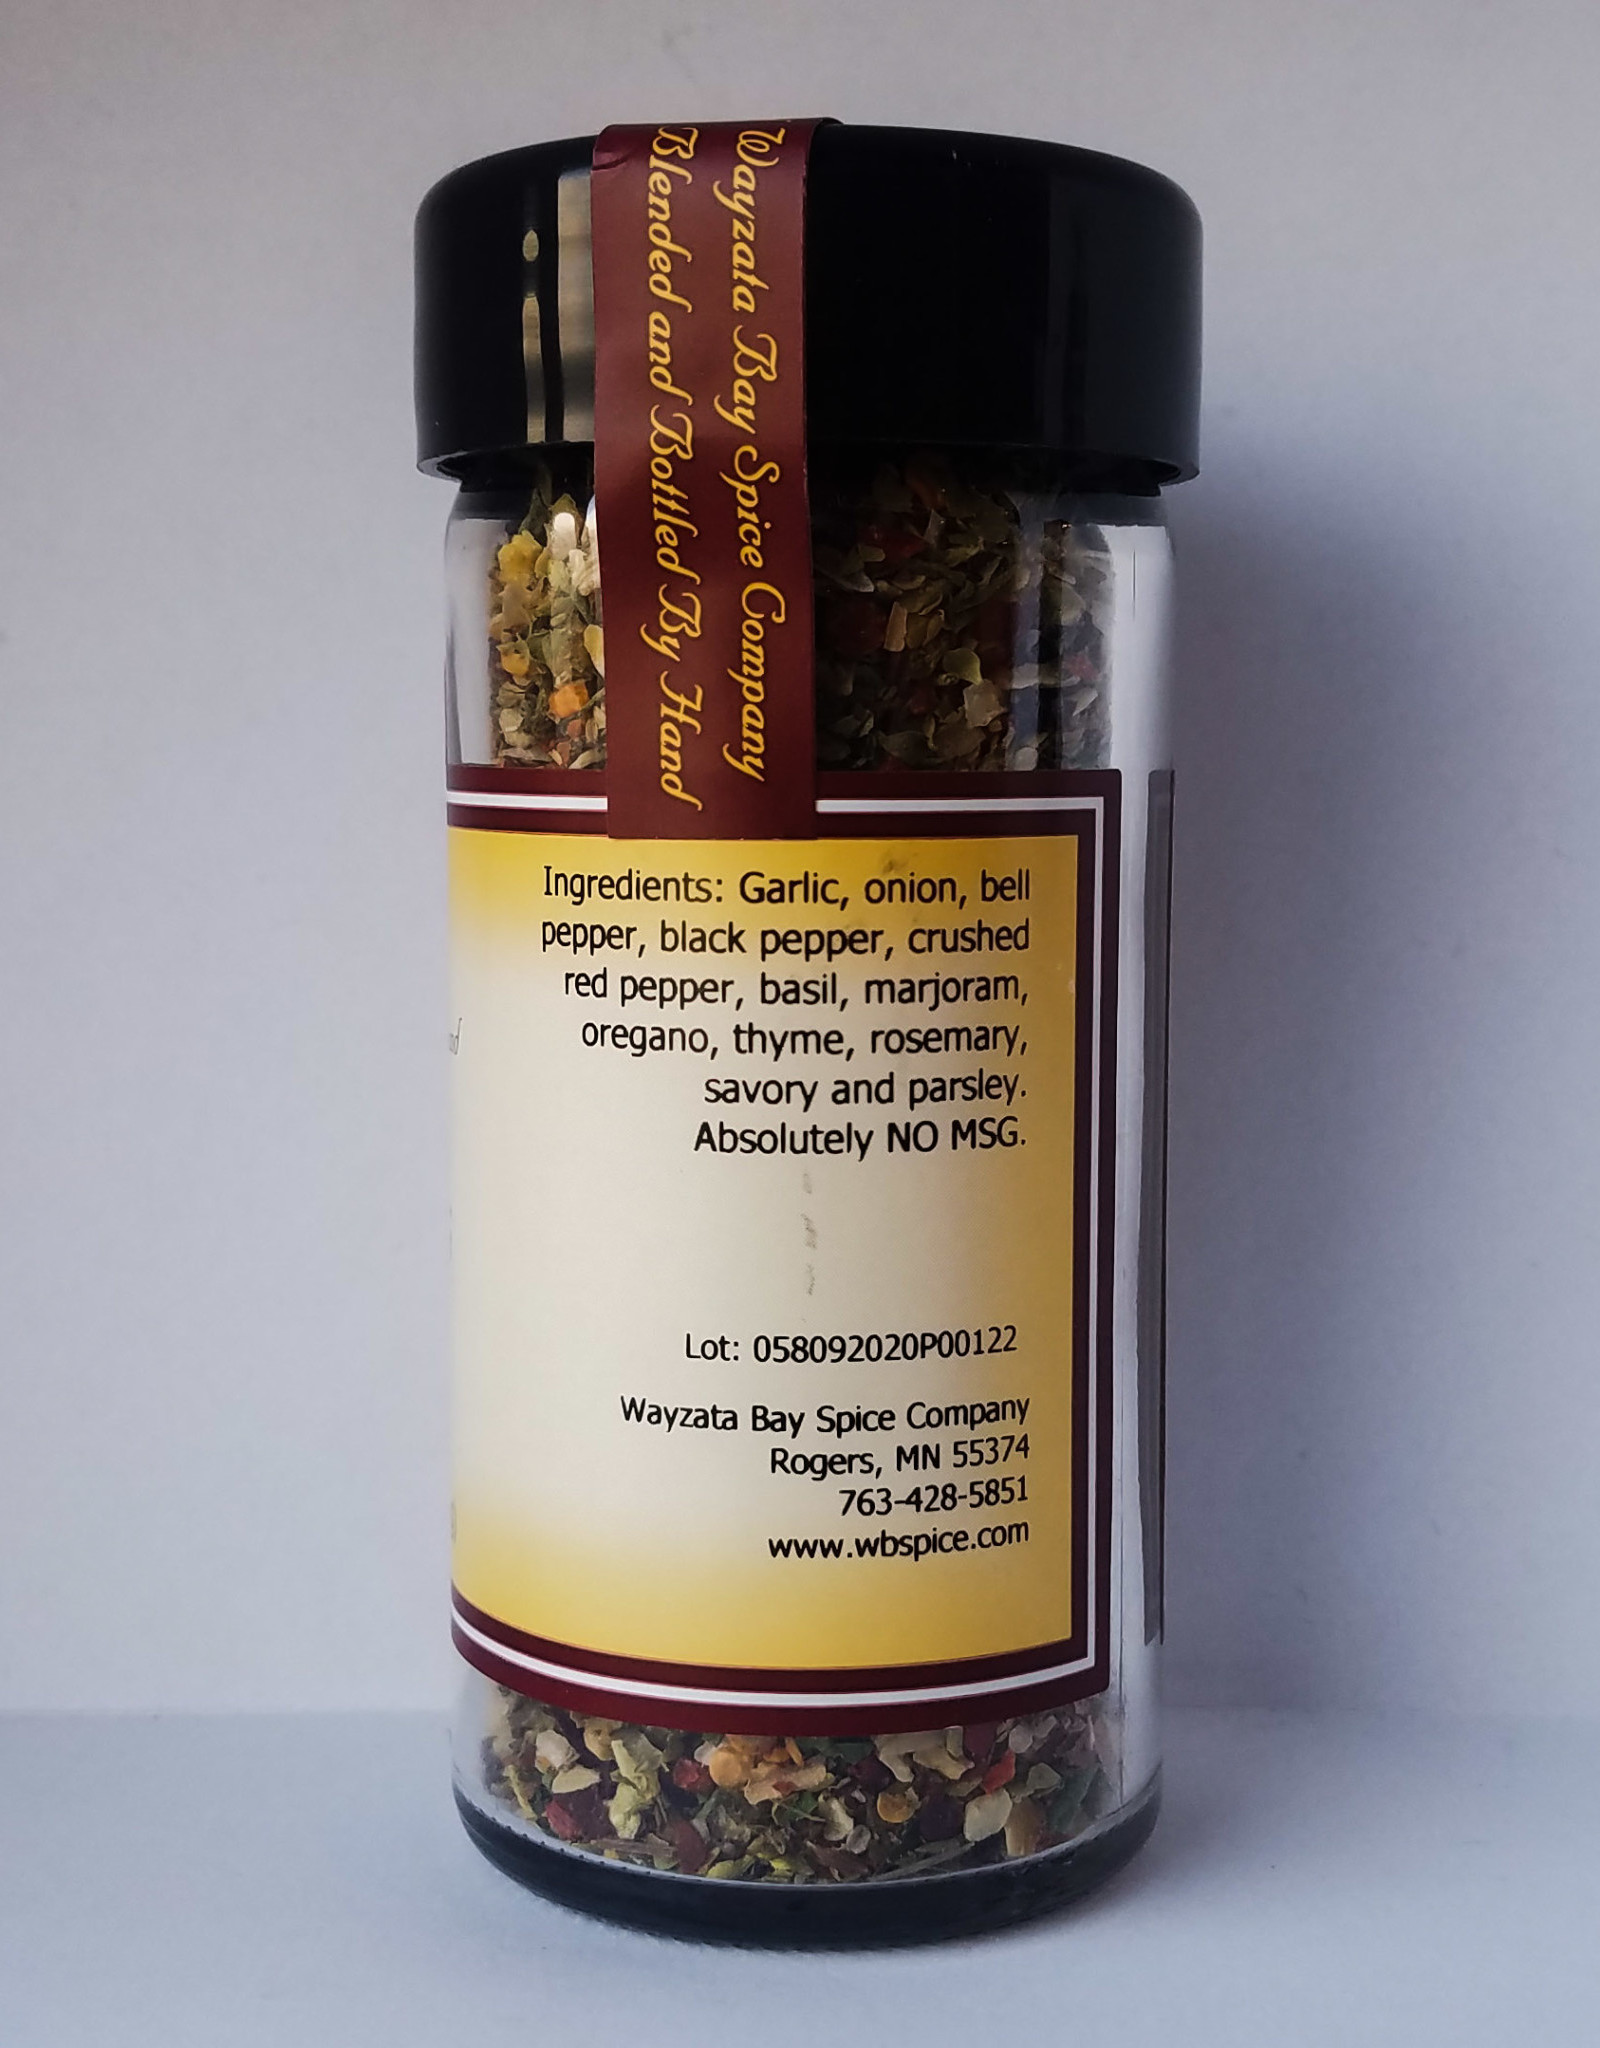 Wayzata Bay Spice Company
Blended and Bottled By Hand
Ingredients: Garlic, onion, bell
pepper, black pepper, crushed
red pepper, basil, marjoram,
oregano, thyme, rosemary,
savory and parsley.
Absolutely NO MSG.
Lot: 058092020P00122
Wayzata Bay Spice Company
Rogers, MN 55374
763-428-5851
www.wbspice.com